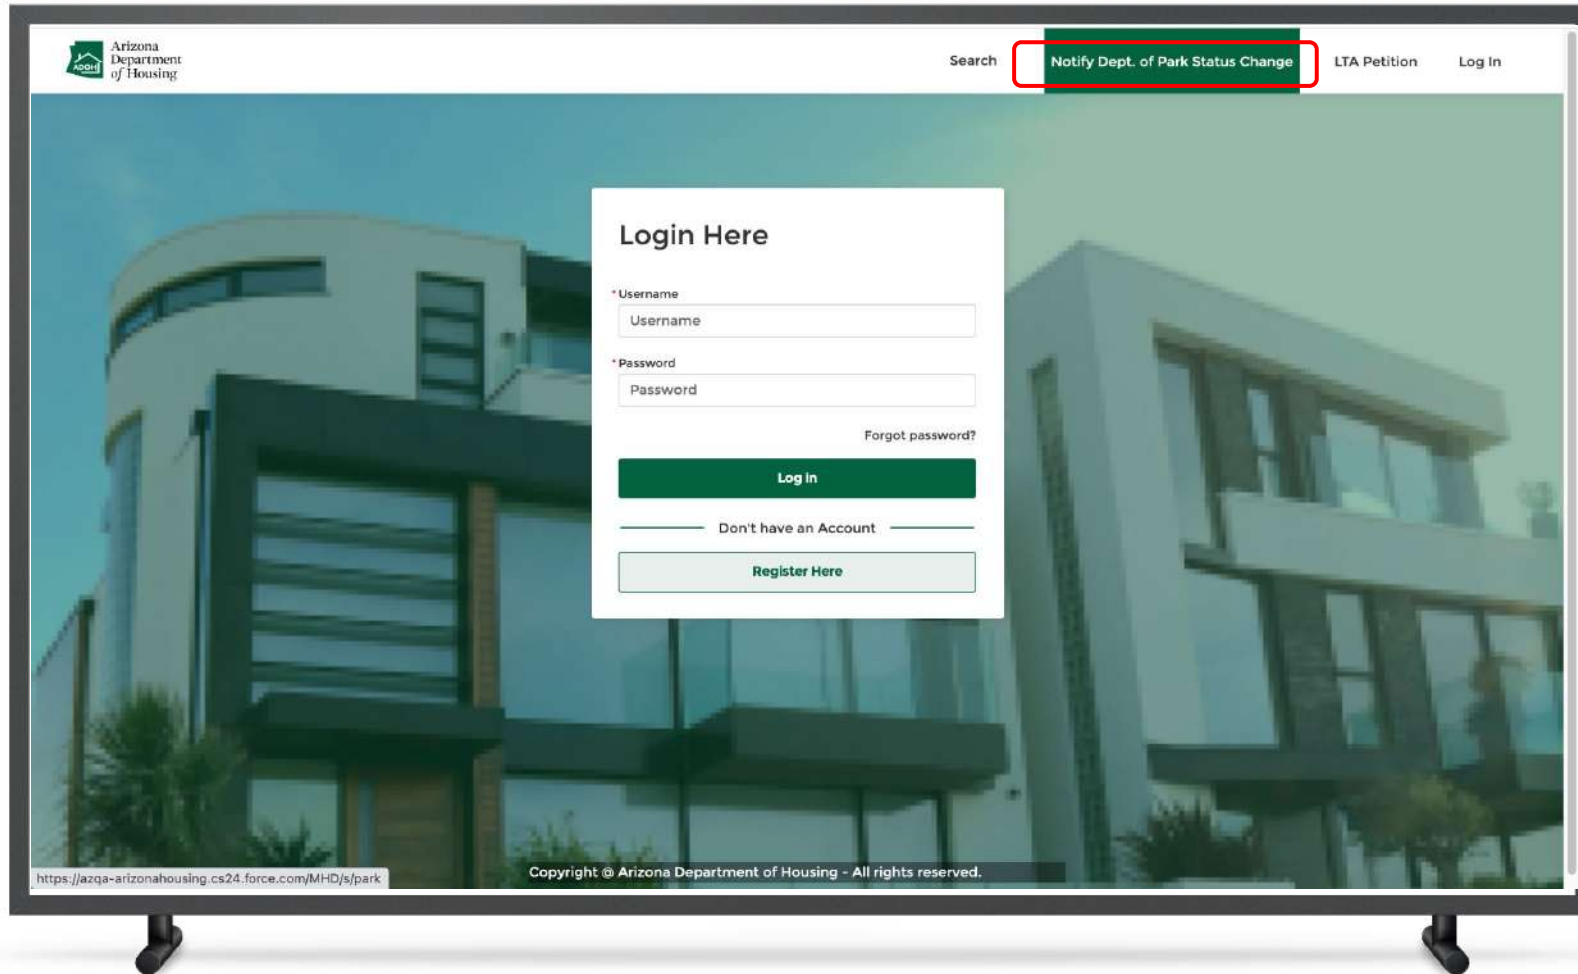 Arizona
Department
of Housing
ADOH
Search
Notify Dept. of Park Status Change
LTA Petition
Log In
Login Here
*Username
Username
*Password
Password
Forgot password?
Log in
Don't have an Account
Register Here
Copyright @ Arizona Department of Housing - All rights reserved.
https://azqa-arizonahousing.cs24.force.com/MHD/s/park